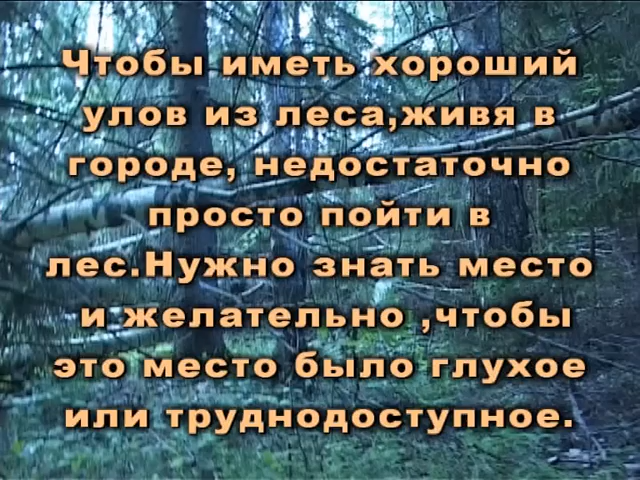 Чтобы иметь хороший
улов из леса,живя в
городе, недостаточно
просто пойти в
лес.Нужно знать место
и желательно ,чтобы
это место было глухое
или труднодоступное.